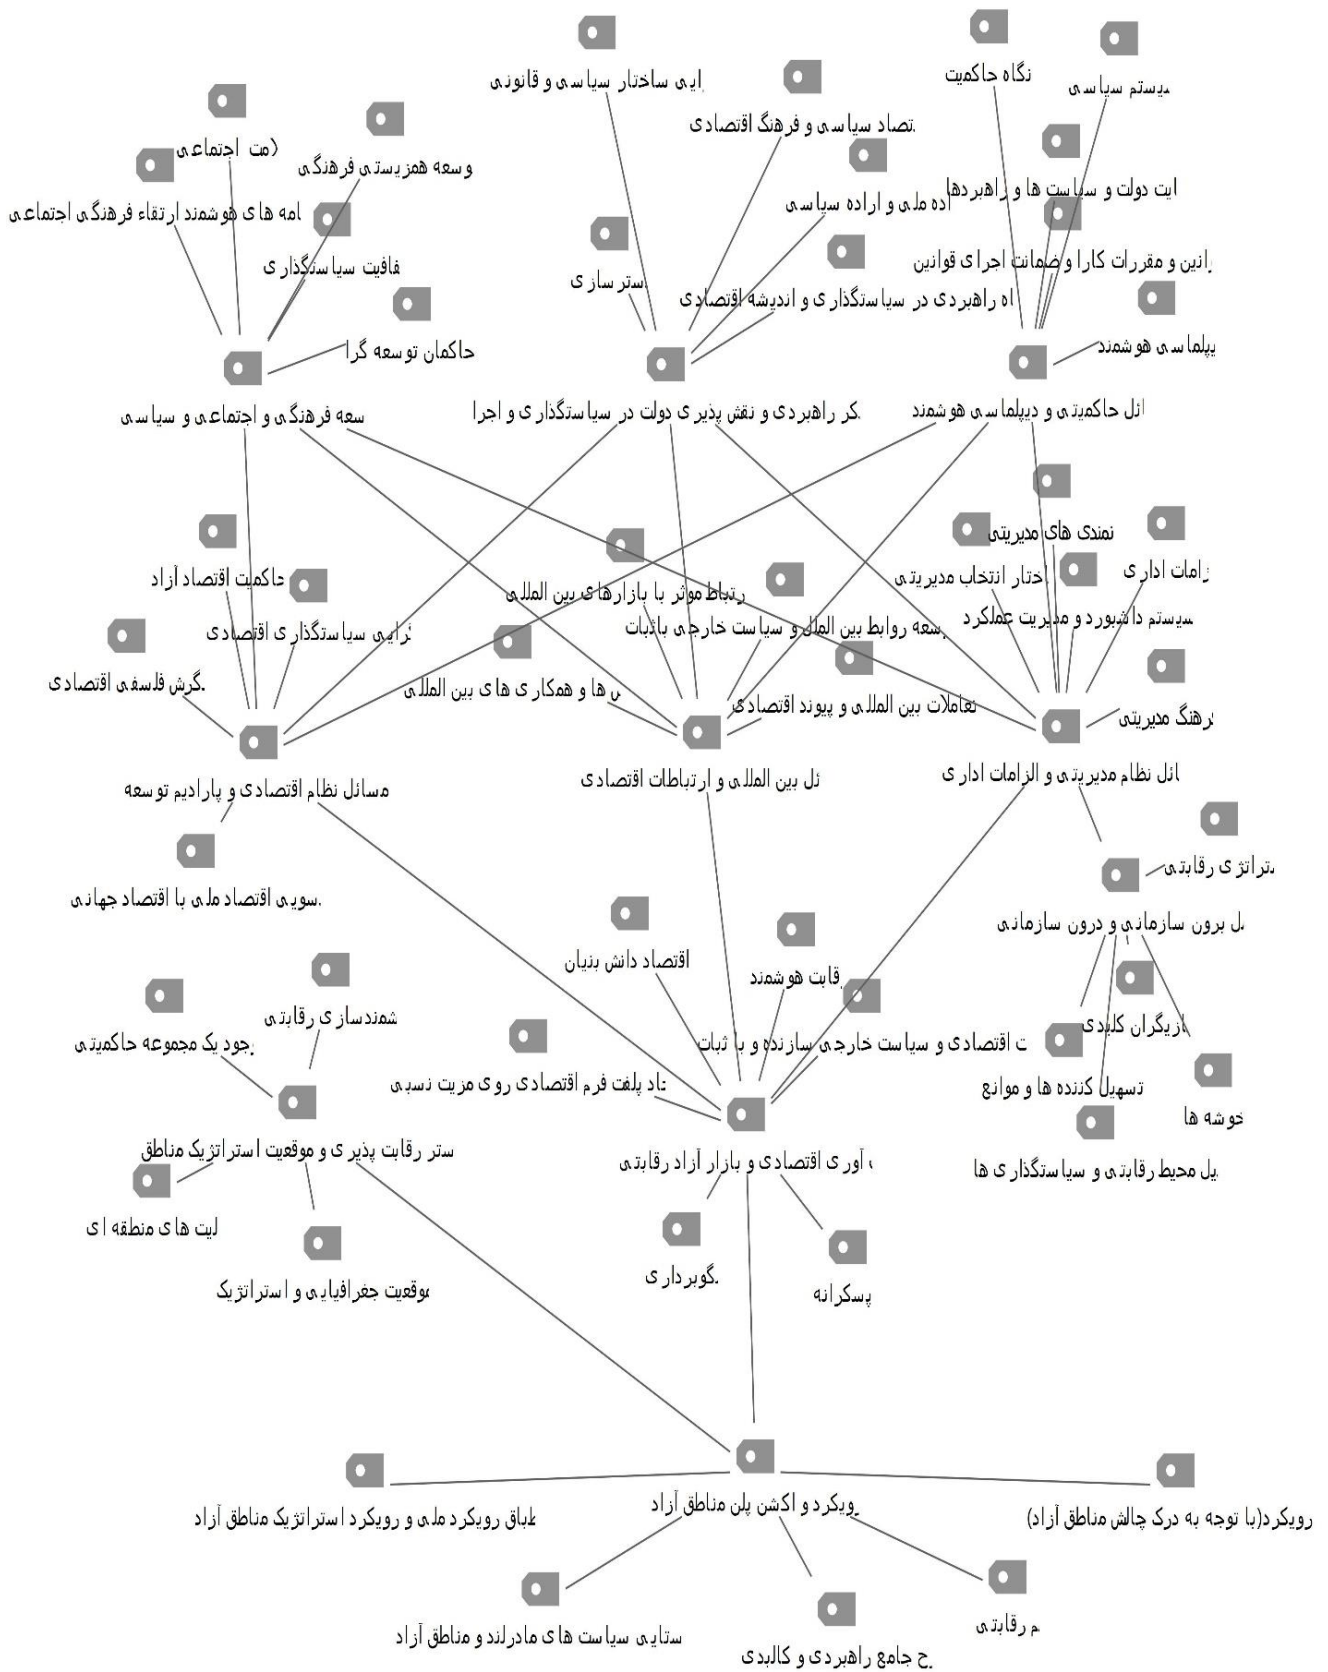 نگاه حاکمیت
یستم سیاسی
ایی ساختار سیاسی و قانونی
تصاد سیاسی و فرهنگ اقتصادی
مت اجتماعی
وسعه همزیستی فرهنگی
ایت دولت و سیاست ها و راهبردها
اده ملی و اراده سیاسی
امه های هوشمند ارتقاء فرهنگی اجتماعی
فافیت سیاستگذاری
ستر سازی
انین و مقررات کارا و ضمانت اجرای قوانین
اه راهبردی در سیاستگذاری و اندیشه اقتصادی
حاکمان توسعه گرا
یپلماسی هوشمند
سعه فرهنگی و اجتماعی و سیاسی
کر راهبردی و نقش پذیری دولت در سیاستگذاری و اجرا
ائل حاکمیتی و دیپلماسی هوشمند
نمندی های مدیریتی
زامات اداری
حاکمیت اقتصاد آزاد
رتباط موثر با بازارهای بین المللی
ختار انتخاب مدیریتی
سیستم داشبورد و مدیریت عملکرد
رایی سیاستگذاری اقتصادی
سعه روابط بین الملل و سیاست خارجی باثبات
گرش فلسفی اقتصادی
ش ها و همکاری های بین المللی
تعاملات بین المللی و پیوند اقتصادی
رهنگ مدیریتی
مسائل نظام اقتصادی و پارادیم توسعه
ئل بین المللی و ارتباطات اقتصادی
ائل نظام مدیریتی و الزامات اداری
تراتژی رقابتی
سویی اقتصاد ملی با اقتصاد جهانی
ل برون سازمانی و درون سازمانی
اقتصاد دانش بنیان
قابت هوشمند
شمندسازی رقابتی
ازیگران کلیدی
وجود یک مجموعه حاکمیتی
ت اقتصادی و سیاست خارجی سازنده و با ثبات
جاد پلفت فرم اقتصادی روی مزیت نسبی
تسهیل کننده ها و موانع
خوشه ها
ستر رقابت پذیری و موقعیت استراتژیک مناطق
ب آوری اقتصادی و بازار آزاد رقابتی
یل محیط رقابتی و سیاستگذاری ها
لیت های منطقه ای
گوبرداری
پسکرانه
موقعیت جغرافیایی و استراتژیک
رویکرد و اکشن پلن مناطق آزاد
طباق رویکرد ملی و رویکرد استراتژیک مناطق آزاد
رویکرد(با توجه به درک چالش مناطق آزاد)
ستایی سیاست های مادرلند و مناطق آزاد
م رقابتی
ح جامع راهبردی و کالبدی